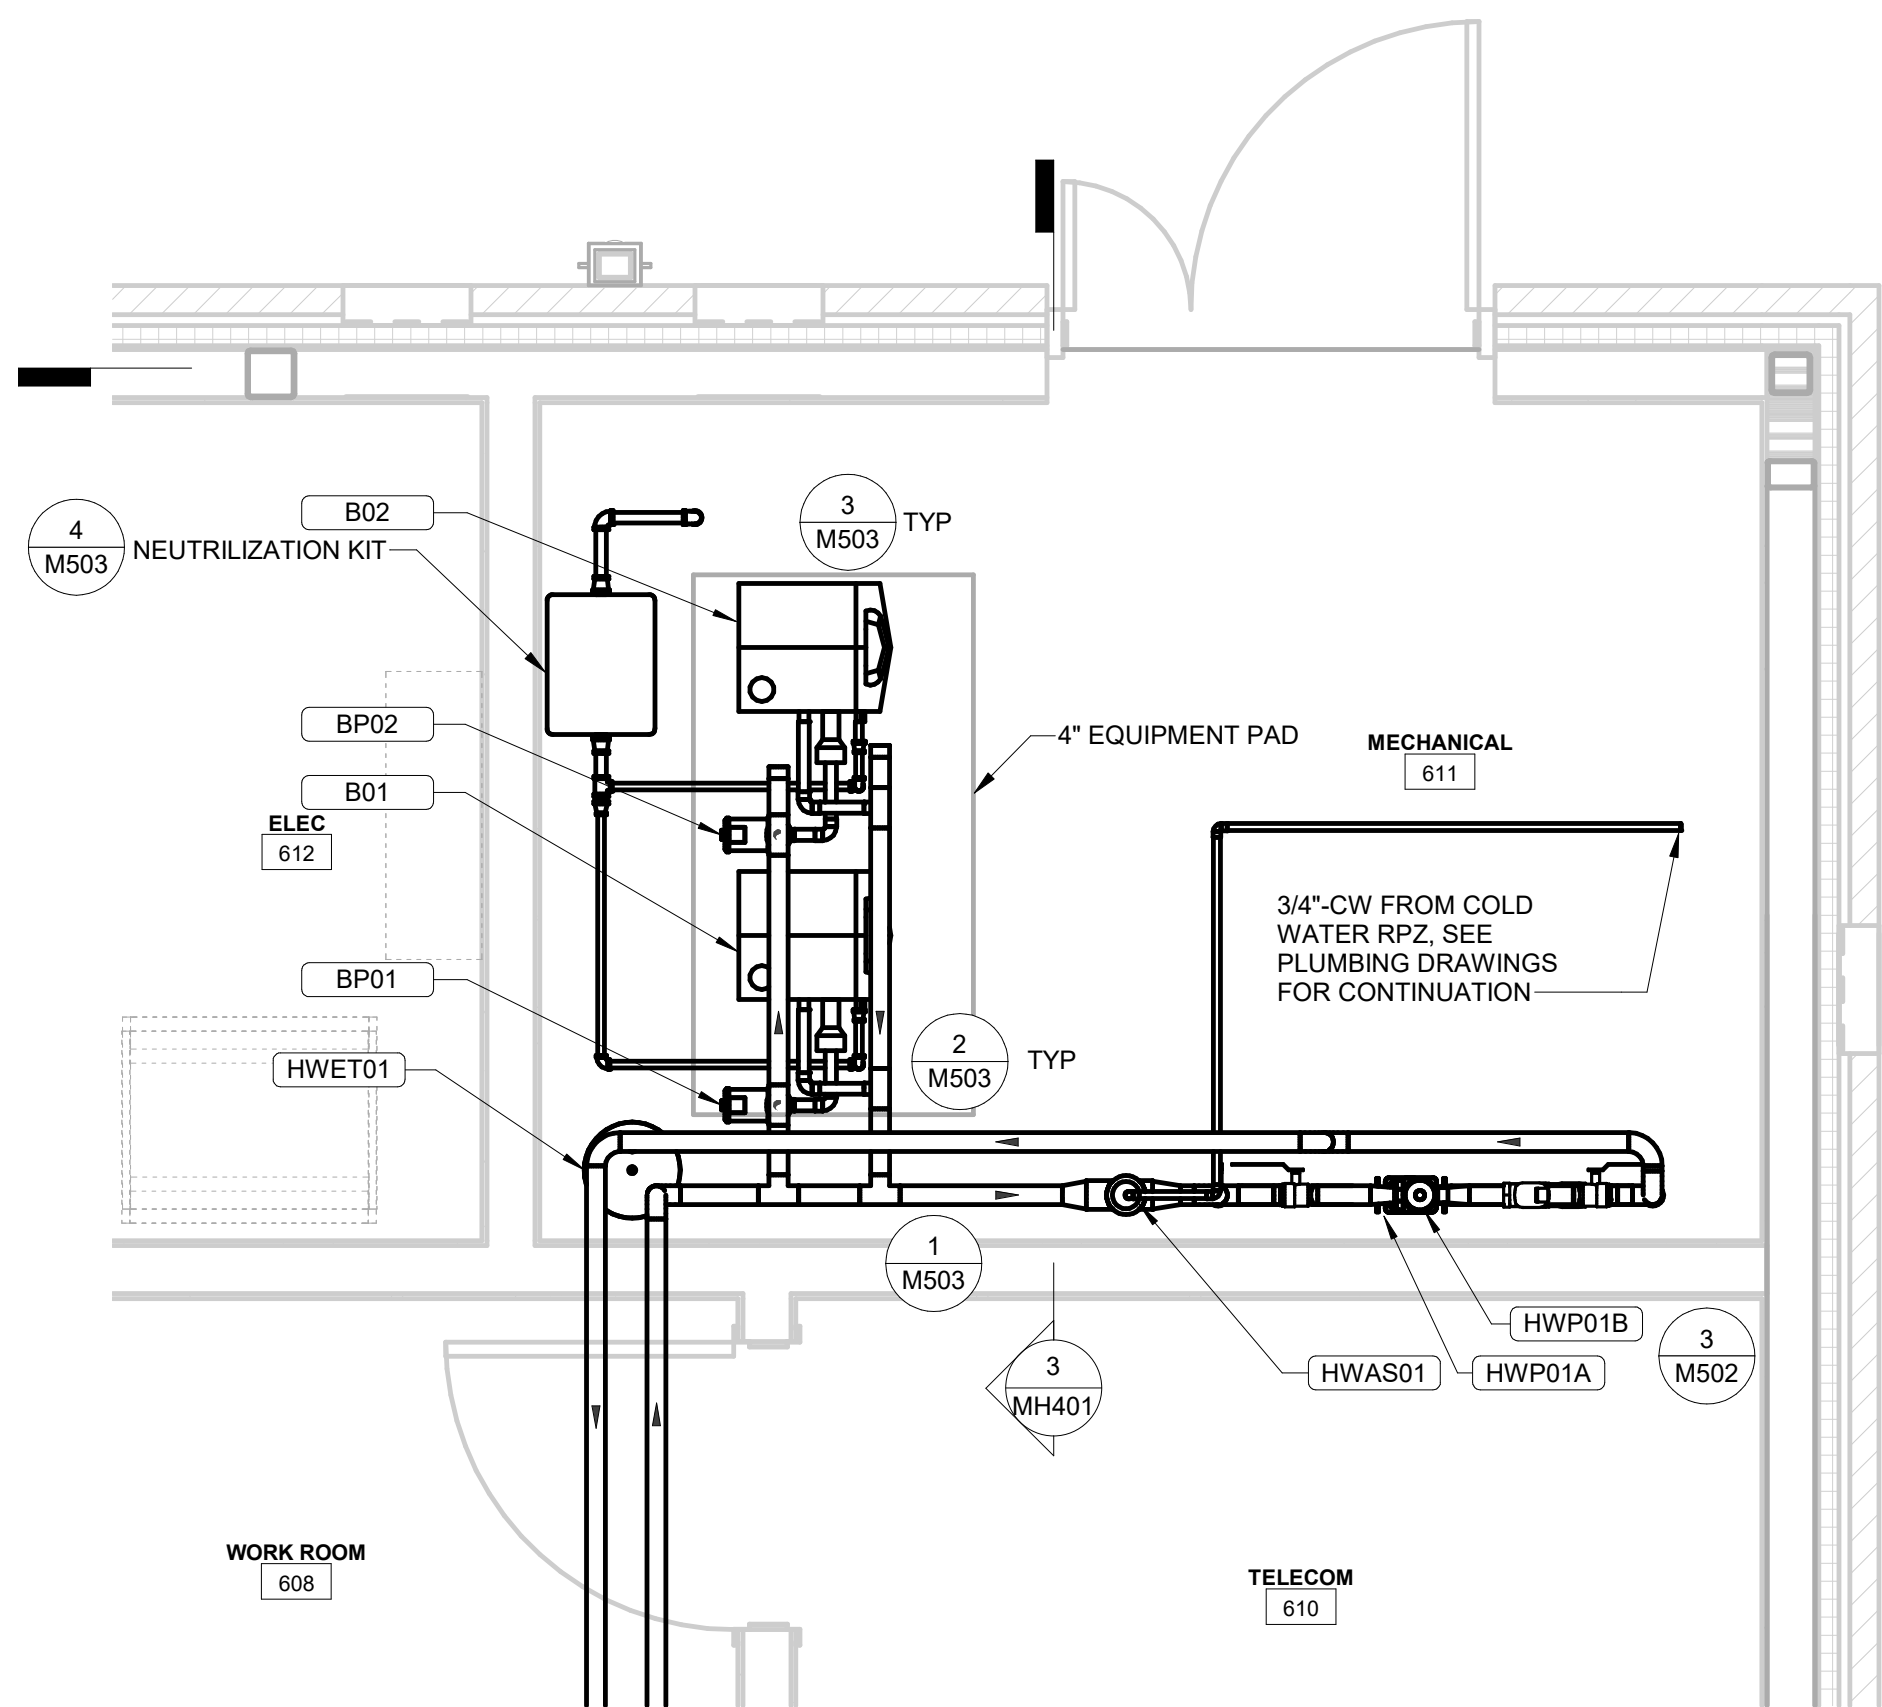 B02
4
M503
NEUTRILIZATION KIT
3
M503
TYP
BP02
4" EQUIPMENT PAD
MECHANICAL
611
B01
ELEC
612
3/4"-CW FROM COLD
WATER RPZ, SEE
PLUMBING DRAWINGS
FOR CONTINUATION
BP01
HWET01
2
M503
TYP
1
M503
HWP01B
3
M502
HWAS01
HWP01A
3
MH401
WORK ROOM
608
TELECOM
610